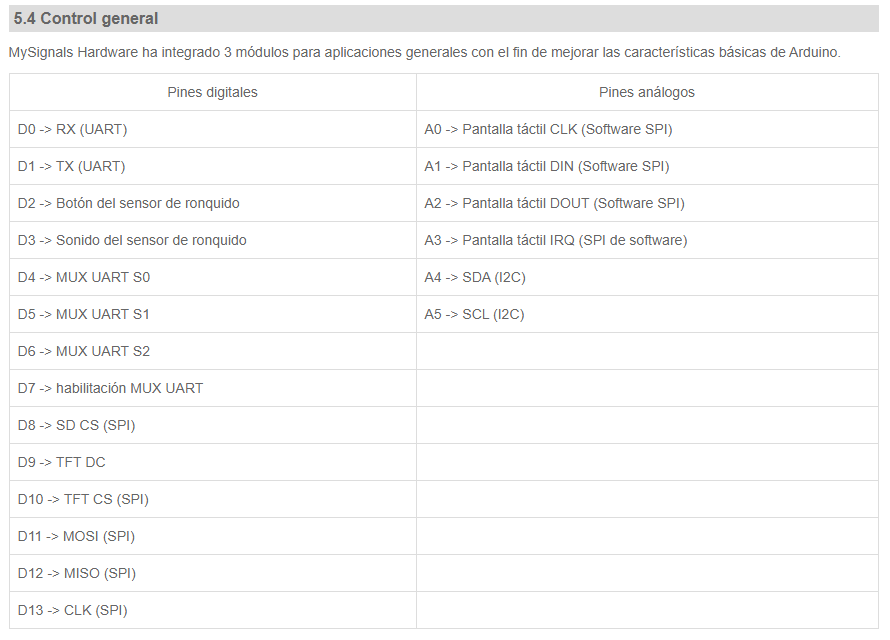 5.4 Control general
MySignals Hardware ha integrado 3 módulos para aplicaciones generales con el fin de mejorar las características básicas de Arduino.
Pines digitales Pines análogos
D0 -> RX (UART) A0 -> Pantalla táctil CLK (Software SPI)
D1 -> TX (UART) A1 -> Pantalla táctil DIN (Software SPI)
D2 -> Botón del sensor de ronquido A2 -> Pantalla táctil DOUT (Software SPI)
D3 -> Sonido del sensor de ronquido A3 -> Pantalla táctil IRQ (SPI de software)
D4 -> MUX UART S0 A4 -> SDA (I2C)
D5 -> MUX UART S1 A5 -> SCL (I2C)
D6 -> MUX UART S2
D7 -> habilitación MUX UART
D8 -> SD CS (SPI)
D9 -> TFT DC
D10 -> TFT CS (SPI)
D11 -> MOSI (SPI)
D12 -> MISO (SPI)
D13 -> CLK (SPI)